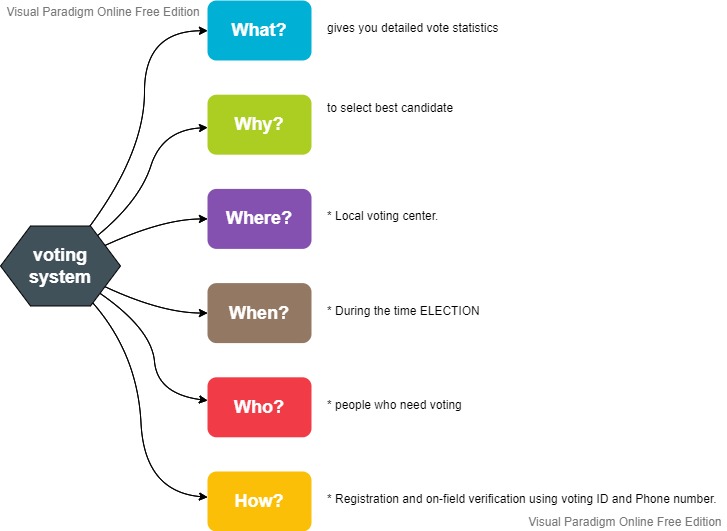 Visual Paradigm Online Free Edition
What?
gives you detailed vote statistics
Why?
to select best candidate
Where?
* Local voting center.
voting
system
When?
* During the time ELECTION
Who?
* people who need voting
How?
* Registration and on-field verification using voting ID and Phone number.
Visual Paradigm Online Free Edition